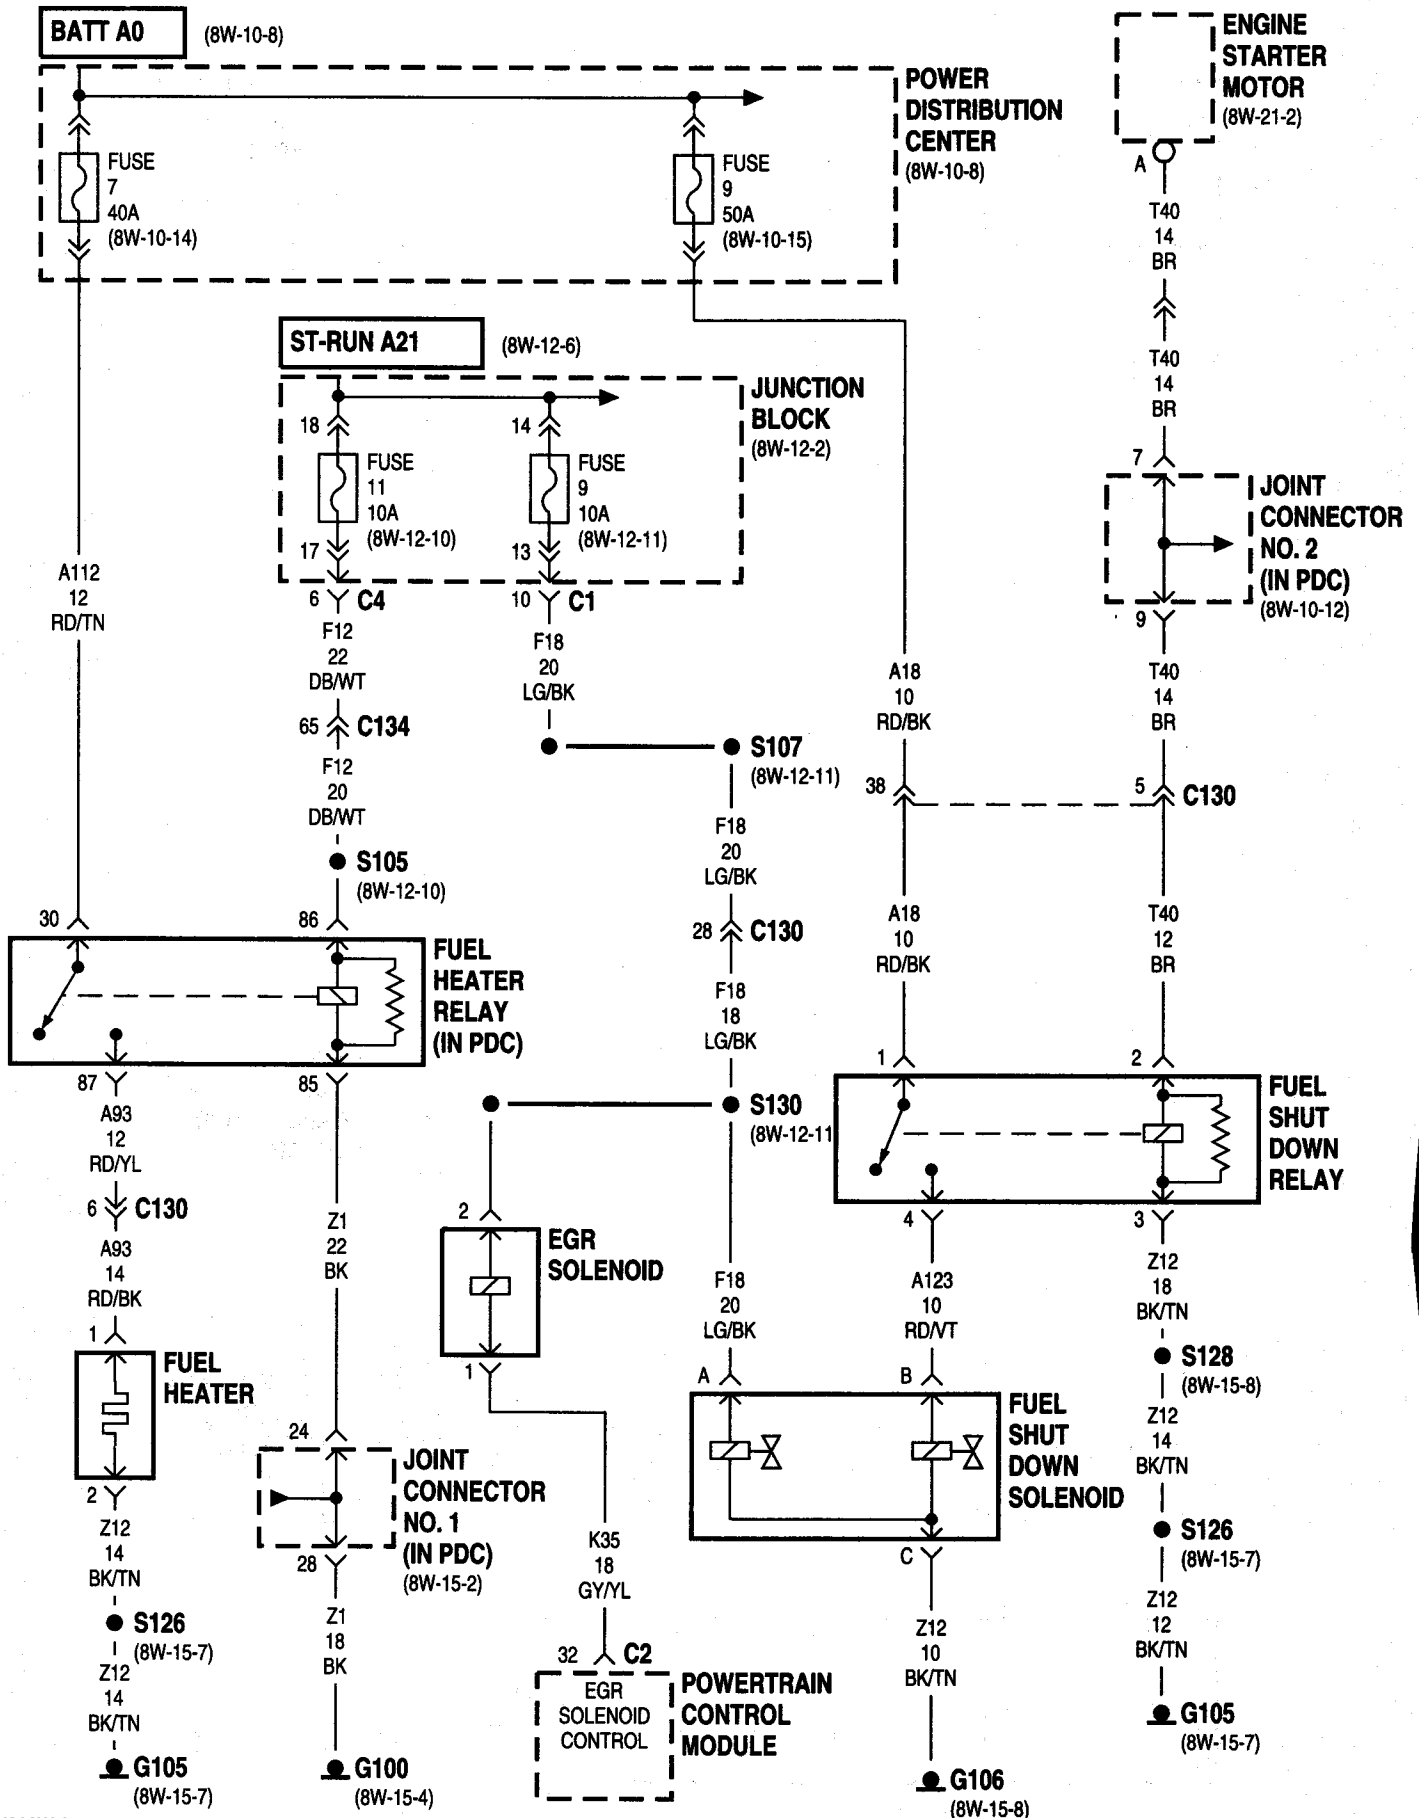 BATT A0
(8W-10-8)
ENGINE
STARTER
MOTOR
(8W-21-2)
POWER
DISTRIBUTION
CENTER
(8W-10-8)
FUSE
7
40A
(8W-10-14)
FUSE
9
50A
(8W-10-15)
A
T40
14
BR
T40
14
BR
ST-RUN A21
(8W-12-6)
JUNCTION
BLOCK
(8W-12-2)
18
FUSE
11
10A
(8W-12-10)
17
14
FUSE
9
10A
(8W-12-11)
13
6
C4
10
C1
7
JOINT
CONNECTOR
NO. 2
(IN PDC)
(8W-10-12)
9
A112
12
RD/TN
F12
22
DB/WT
F18
20
LG/BK
A18
10
RD/BK
T40
14
BR
65
C134
S107
(8W-12-11)
F12
20
DB/WT
38
5
C130
F18
20
LG/BK
S105
(8W-12-10)
30
86
28
C130
A18
10
RD/BK
T40
12
BR
FUEL
HEATER
RELAY
(IN PDC)
F18
18
LG/BK
1
2
87
85
S130
(8W-12-11
FUEL
SHUT
DOWN
RELAY
A93
12
RD/YL
6
C130
A93
14
RD/BK
Z1
22
BK
2
EGR
SOLENOID
1
4
3
F18
20
LG/BK
A123
10
RD/VT
Z12
18
BK/TN
1
FUEL
HEATER
2
S128
(8W-15-8)
A
B
FUEL
SHUT
DOWN
SOLENOID
C
Z12
14
BK/TN
24
JOINT
CONNECTOR
NO. 1
(IN PDC)
(8W-15-2)
28
S126
(8W-15-7)
Z12
14
BK/TN
K35
18
GY/YL
S126
(8W-15-7)
Z1
18
BK
Z12
10
BK/TN
Z12
12
BK/TN
Z12
14
BK/TN
32
C2
EGR
SOLENOID
CONTROL
POWERTRAIN
CONTROL
MODULE
G105
(8W-15-7)
G105
(8W-15-7)
G100
(8W-15-4)
G106
(8W-15-8)